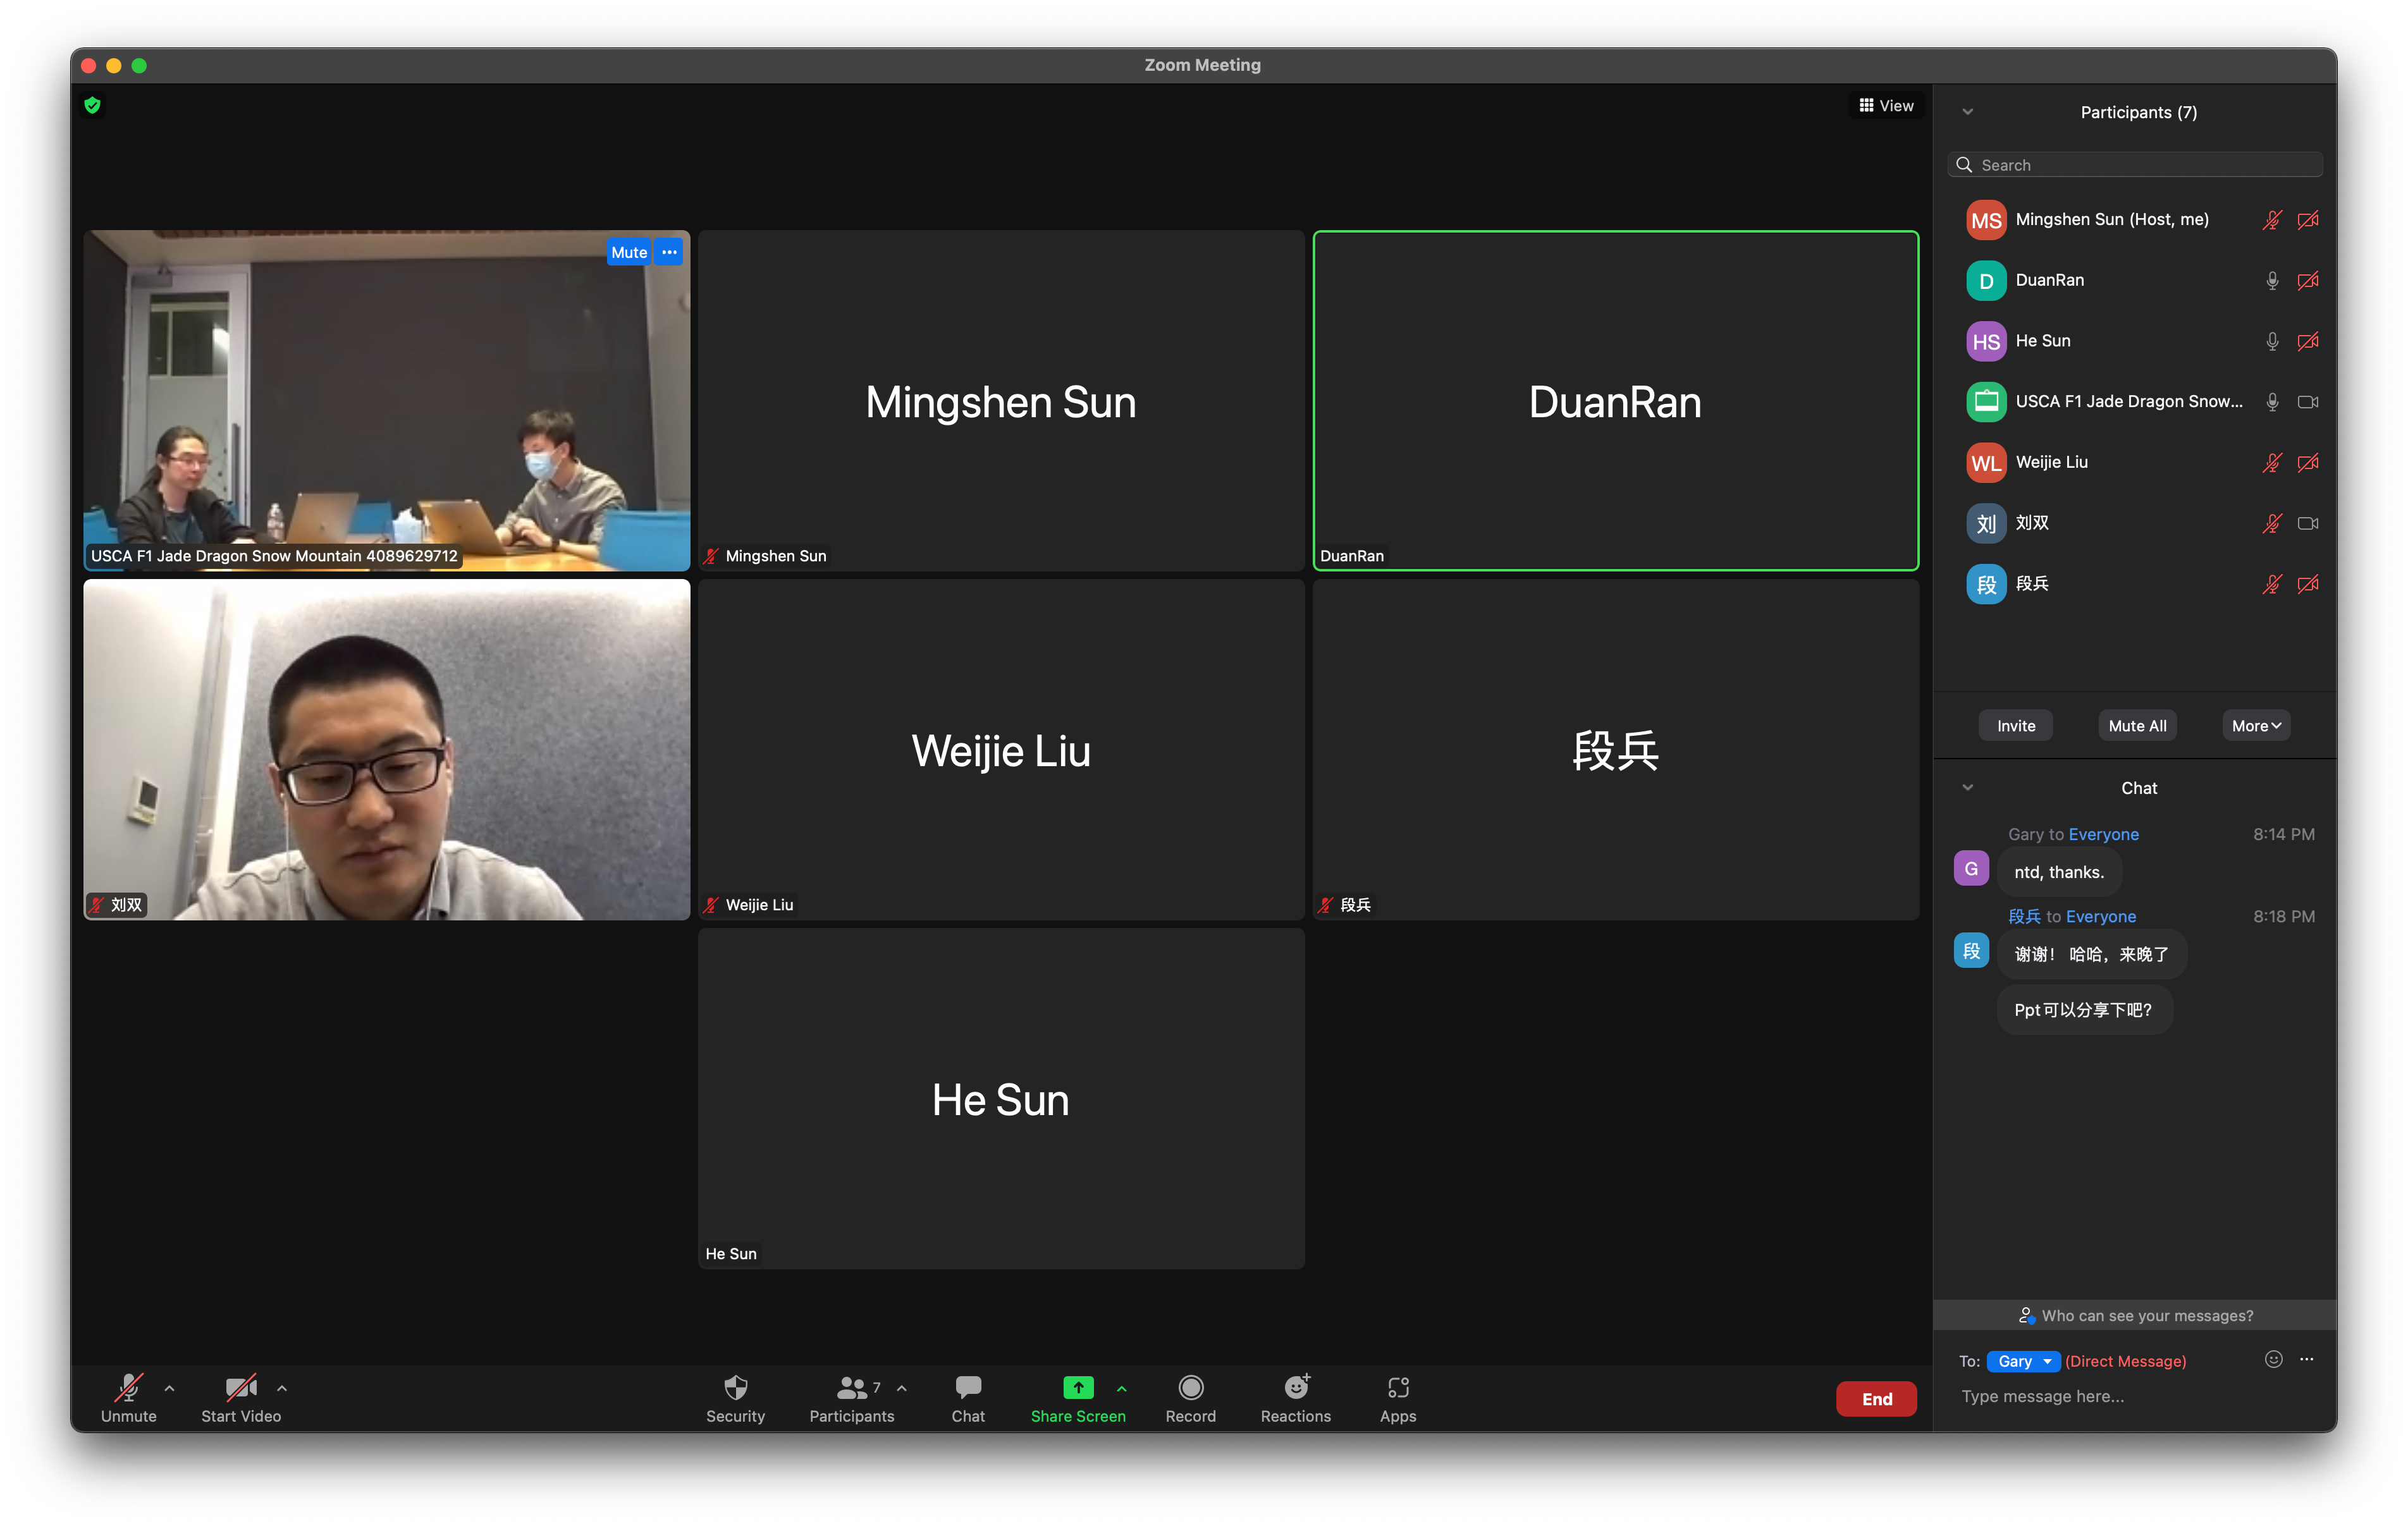 Zoom Meeting
View
Mute
USCA F1 Jade Dragon Snow Mountain 4089629712
Mingshen Sun
Mingshen Sun
DuanRan
DuanRan
刘双
Weijie Liu
Weijie Liu
段兵
段兵
He Sun
He Sun
Participants (7)
Search
MS Mingshen Sun (Host, me)
D DuanRan
HS He Sun
USCA F1 Jade Dragon Snow...
WL Weijie Liu
刘 刘双
段 段兵
Invite Mute All More
Chat
Gary to Everyone 8:14 PM
G ntd, thanks.
段兵 to Everyone 8:18 PM
段 谢谢！ 哈哈，来晚了
Ppt可以分享下吧?
Who can see your messages?
To: Gary (Direct Message)
Type message here...
Unmute Start Video Security Participants 7 Chat Share Screen Record Reactions Apps End